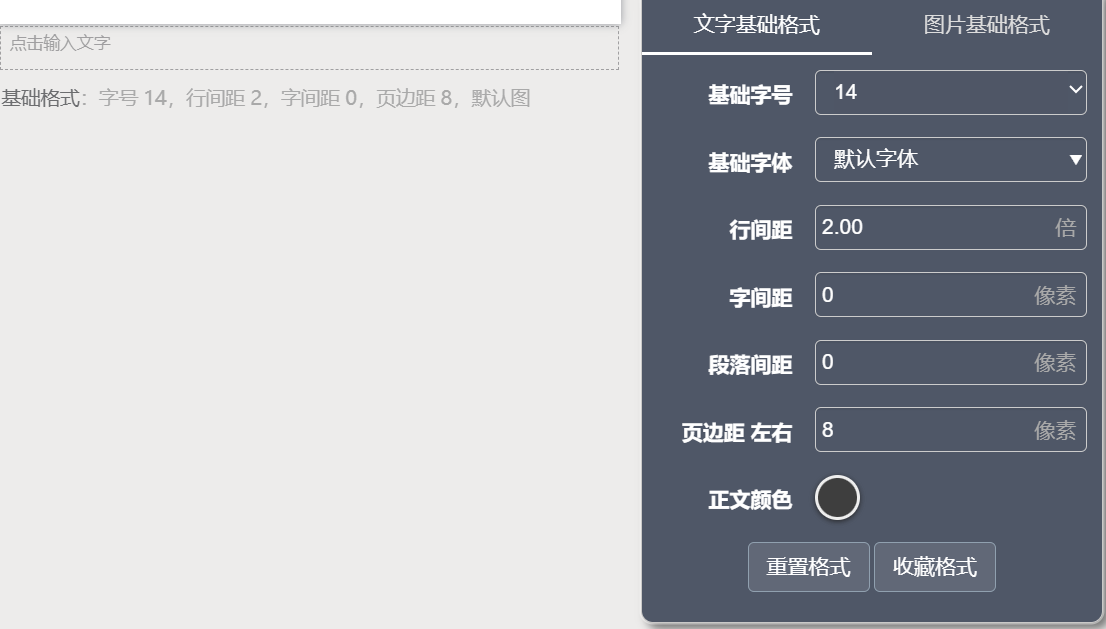 点击输入文字
基础格式：字号 14，行间距 2，字间距 0，页边距 8，默认图
文字基础格式 图片基础格式
基础字号 14
基础字体 默认字体
行间距 2.00 倍
字间距 0 像素
段落间距 0 像素
页边距 左右 8 像素
正文颜色
重置格式 收藏格式